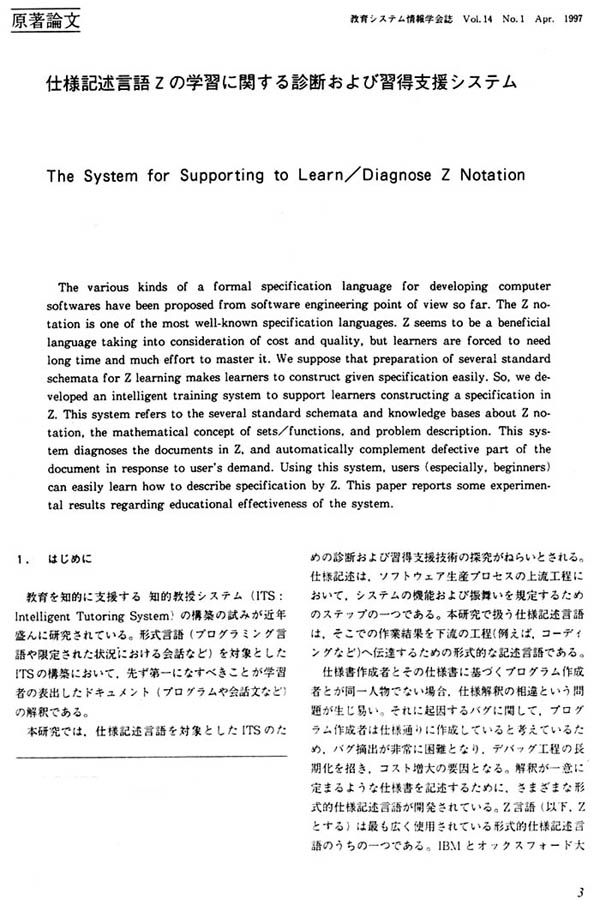 原著論文
教育システム情報学会誌 Vol.14 No.1 Apr. 1997
仕様記述言語Zの学習に関する診断および習得支援システム
The System for Supporting to Learn／Diagnose Z Notation
The various kinds of a formal specification language for developing computer
softwares have been proposed from software engineering point of view so far. The Z no-
tation is one of the most well-known specification languages. Z seems to be a beneficial
language taking into consideration of cost and quality, but learners are forced to need
long time and much effort to master it. We suppose that preparation of several standard
schemata for Z learning makes learners to construct given specification easily. So, we de-
veloped an intelligent training system to support learners constructing a specification in
Z. This system refers to the several standard schemata and knowledge bases about Z no-
tation, the mathematical concept of sets／functions, and problem description. This sys-
tem diagnoses the documents in Z, and automatically complement defective part of the
document in response to user's demand. Using this system, users (especially, beginners)
can easily learn how to describe specification by Z. This paper reports some experimen-
tal results regarding educational effectiveness of the system.
1． はじめに
教育を知的に支援する 知的教授システム（ITS：
Intelligent Tutoring System）の構築の試みが近年
盛んに研究されている。形式言語（プログラミング言
語や限定された状況における会話など）を対象とした
ITSの構築において，先ず第一になすべきことが学習
者の表出したドキュメント（プログラムや会話文など）
の解釈である。
本研究では，仕様記述言語を対象としたITSのた
めの診断および習得支援技術の探究がねらいとされる。
仕様記述は，ソフトウェア生産プロセスの上流工程に
おいて，システムの機能および振舞いを規定するため
のステップの一つである。本研究で扱う仕様記述言語
は，そこでの作業結果を下流の工程(例えば，コーディ
ングなど)へ伝達するための形式的な記述言語である。
仕様書作成者とその仕様書に基づくプログラム作成
者とが同一人物でない場合，仕様解釈の相違という問
題が生じ易い。それに起因するバグに関して，プログ
ラム作成者は仕様通りに作成していると考えているた
め，バグ摘出が非常に困難となり，デバッグ工程の長
期化を招き，コスト増大の要因となる。解釈が一意に
定まるような仕様書を記述するために，さまざまな形
式的仕様記述言語が開発されている。Z言語（以下，Z
とする）は最も広く使用されている形式的仕様記述言
語のうちの一つである。IBMとオックスフォード大
3